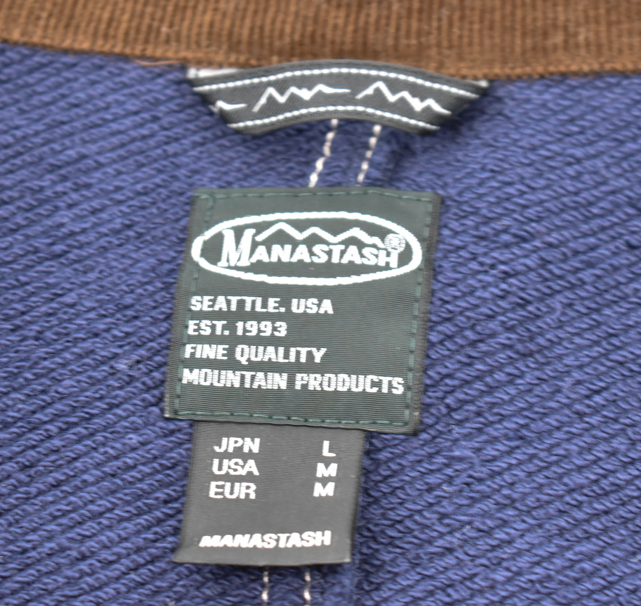 MANASTASH®
SEATTLE. USA
EST. 1993
FINE QUALITY
MOUNTAIN PRODUCTS
JPN L
USA M
EUR M
MANASTASH